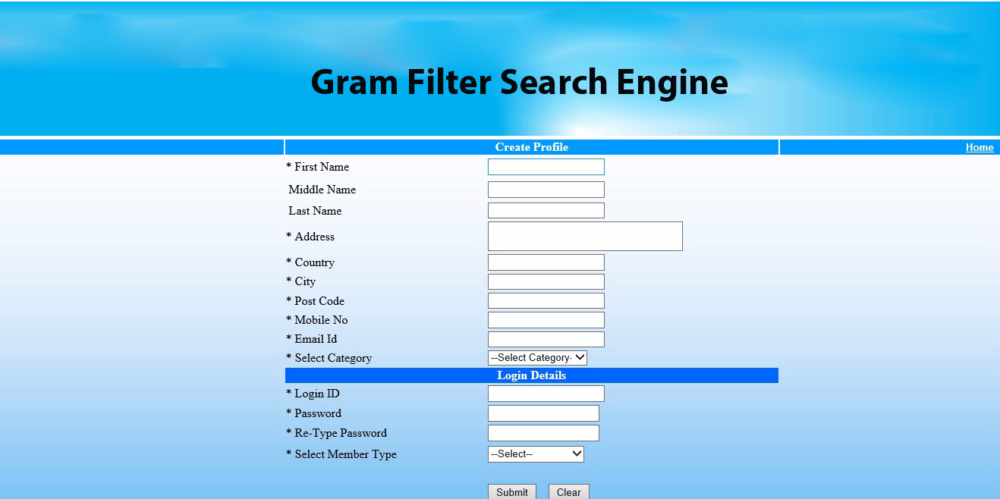 Gram Filter Search Engine
Create Profile
Home
* First Name
Middle Name
Last Name
* Address
* Country
* City
* Post Code
* Mobile No
* Email Id
* Select Category --Select Category-
Login Details
* Login ID
* Password
* Re-Type Password
* Select Member Type --Select--
Submit Clear